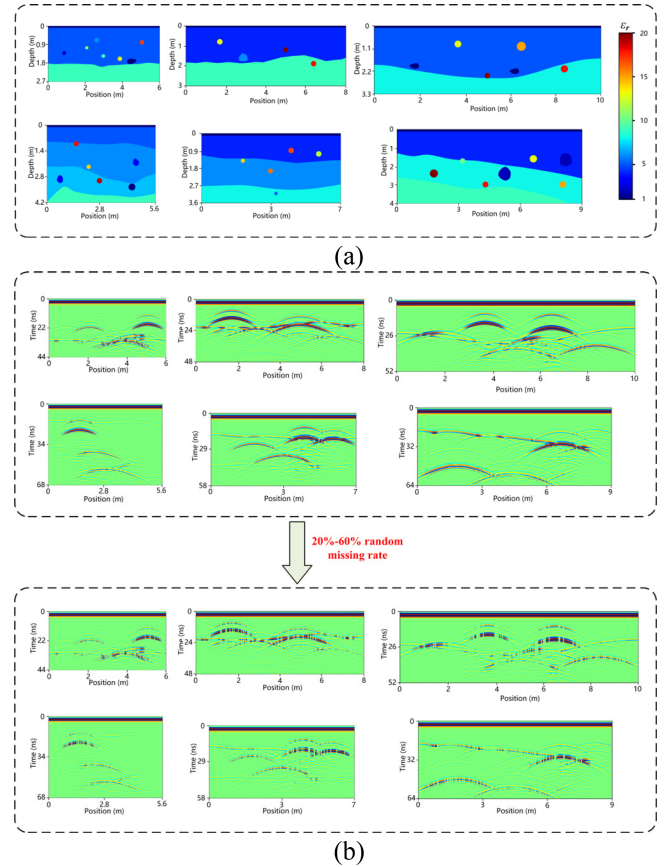 (a)
Depth (m)
0
0.9
1.8
2.7
0 2 4 6
Position (m)
Depth (m)
0
1
2
3
0 2 4 6 8
Position (m)
Depth (m)
0
1.1
2.2
3.3
0 2 4 6 8 10
Position (m)
εr
20
15
10
5
1
Depth (m)
0
1.4
2.8
4.2
0 2.8 5.6
Position (m)
Depth (m)
0
0.9
1.8
2.7
3.6
0 3 7
Position (m)
Depth (m)
0
1
2
3
4
0 3 6 9
Position (m)
(a)
Time (ns)
0
22
44
0 2 4 6
Position (m)
Time (ns)
0
24
48
0 2 4 6 8
Position (m)
Time (ns)
0
26
52
0 2 4 6 8 10
Position (m)
Time (ns)
0
34
68
0 2.8 5.6
Position (m)
Time (ns)
0
29
58
0 3 7
Position (m)
Time (ns)
0
32
64
0 3 6 9
Position (m)
20%-60% random
missing rate
Time (ns)
0
22
44
0 2 4 6
Position (m)
Time (ns)
0
24
48
0 2 4 6 8
Position (m)
Time (ns)
0
26
52
0 2 4 6 8 10
Position (m)
Time (ns)
0
34
68
0 2.8 5.6
Position (m)
Time (ns)
0
29
58
0 3 7
Position (m)
Time (ns)
0
32
64
0 3 6 9
Position (m)
(b)